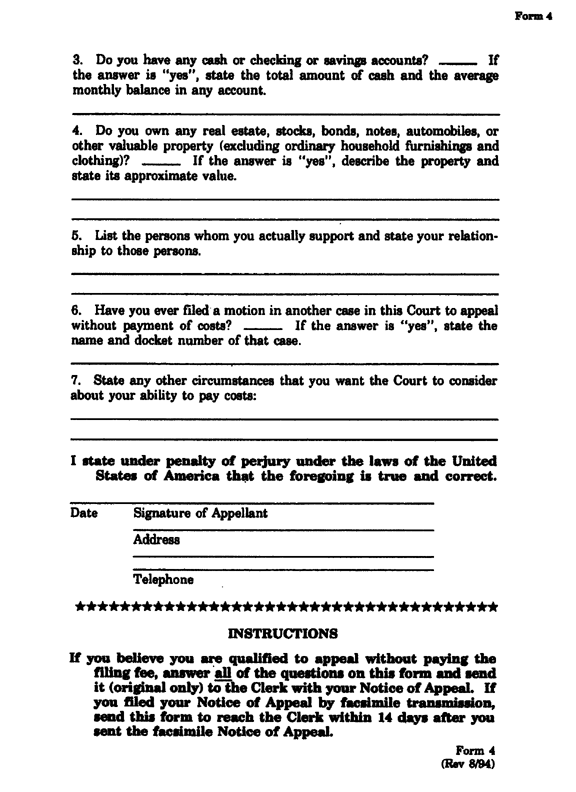 Form 4
3. Do you have any cash or checking or savings accounts? _____ If
the answer is "yes", state the total amount of cash and the average
monthly balance in any account.
4. Do you own any real estate, stocks, bonds, notes, automobiles, or
other valuable property (excluding ordinary household furnishings and
clothing)? _____ If the answer is "yes", describe the property and
state its approximate value.
5. List the persons whom you actually support and state your relation-
ship to those persons.
6. Have you ever filed a motion in another case in this Court to appeal
without payment of costs? _____ If the answer is "yes", state the
name and docket number of that case.
7. State any other circumstances that you want the Court to consider
about your ability to pay costs:
I state under penalty of perjury under the laws of the United
States of America that the foregoing is true and correct.
Date Signature of Appellant
Address
Telephone
★★★★★★★★★★★★★★★★★★★★★★★★★★★★★★★★★★★★★★
INSTRUCTIONS
If you believe you are qualified to appeal without paying the
filing fee, answer all of the questions on this form and send
it (original only) to the Clerk with your Notice of Appeal. If
you filed your Notice of Appeal by facsimile transmission,
send this form to reach the Clerk within 14 days after you
sent the facsimile Notice of Appeal.
Form 4
(Rev 8/94)